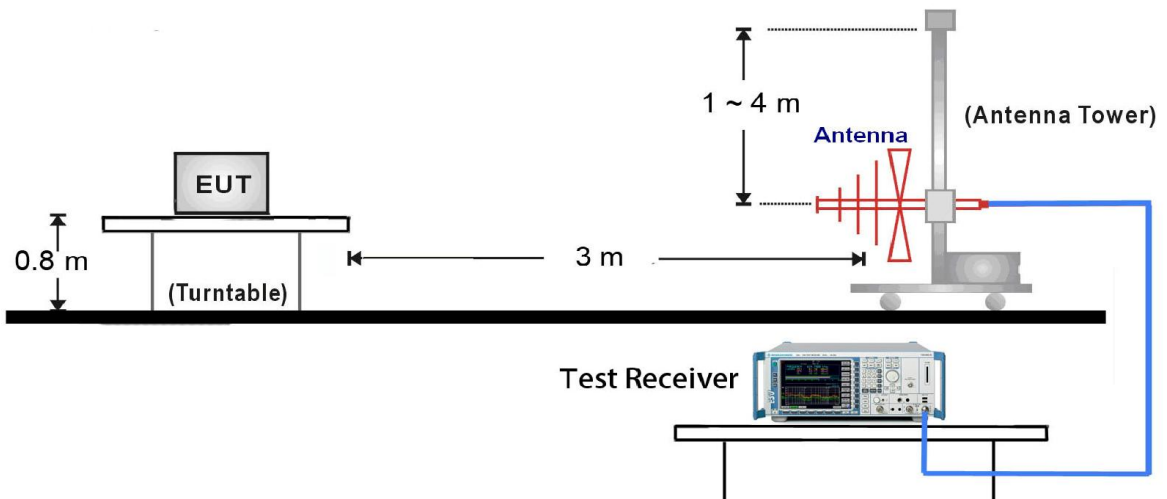 1 ~ 4 m
(Antenna Tower)
Antenna
EUT
0.8 m
3 m
(Turntable)
Test Receiver